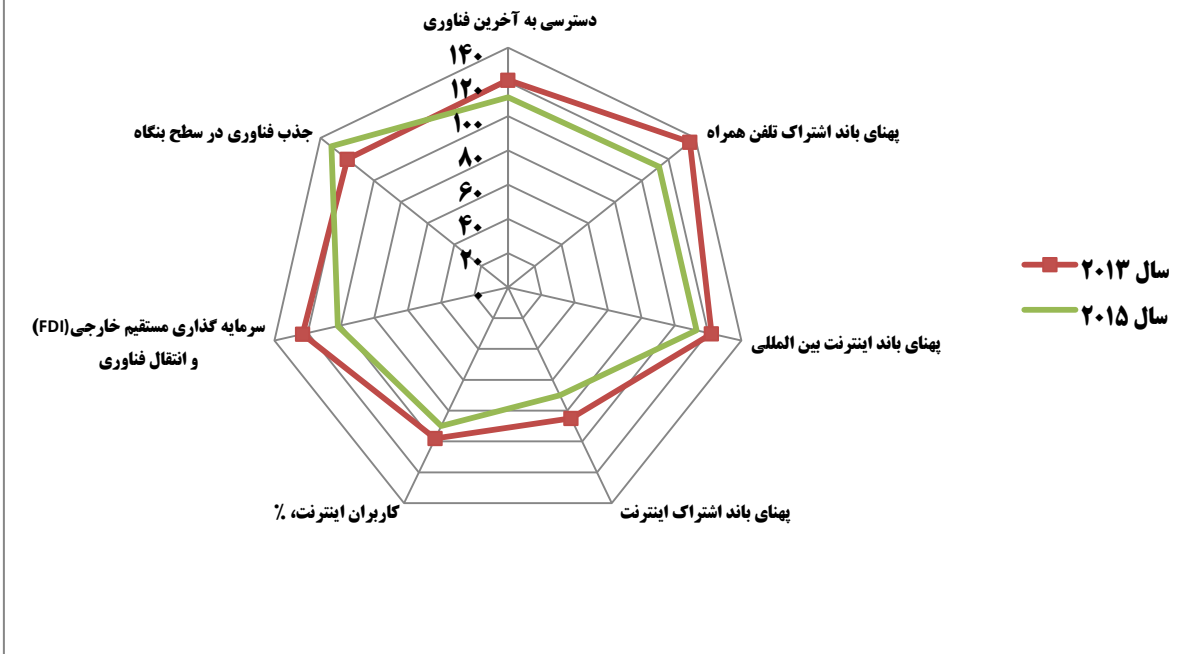 دسترسی به آخرین فناوری
۱۴۰
۱۲۰
۱۰۰
۸۰
۶۰
۴۰
۲۰
۰
پهنای باند اشتراک تلفن همراه
پهنای باند اینترنت بین المللی
پهنای باند اشتراک اینترنت
کاربران اینترنت، ٪
سرمایه گذاری مستقیم خارجی(FDI)
و انتقال فناوری
جذب فناوری در سطح بنگاه
سال ۲۰۱۳
سال ۲۰۱۵